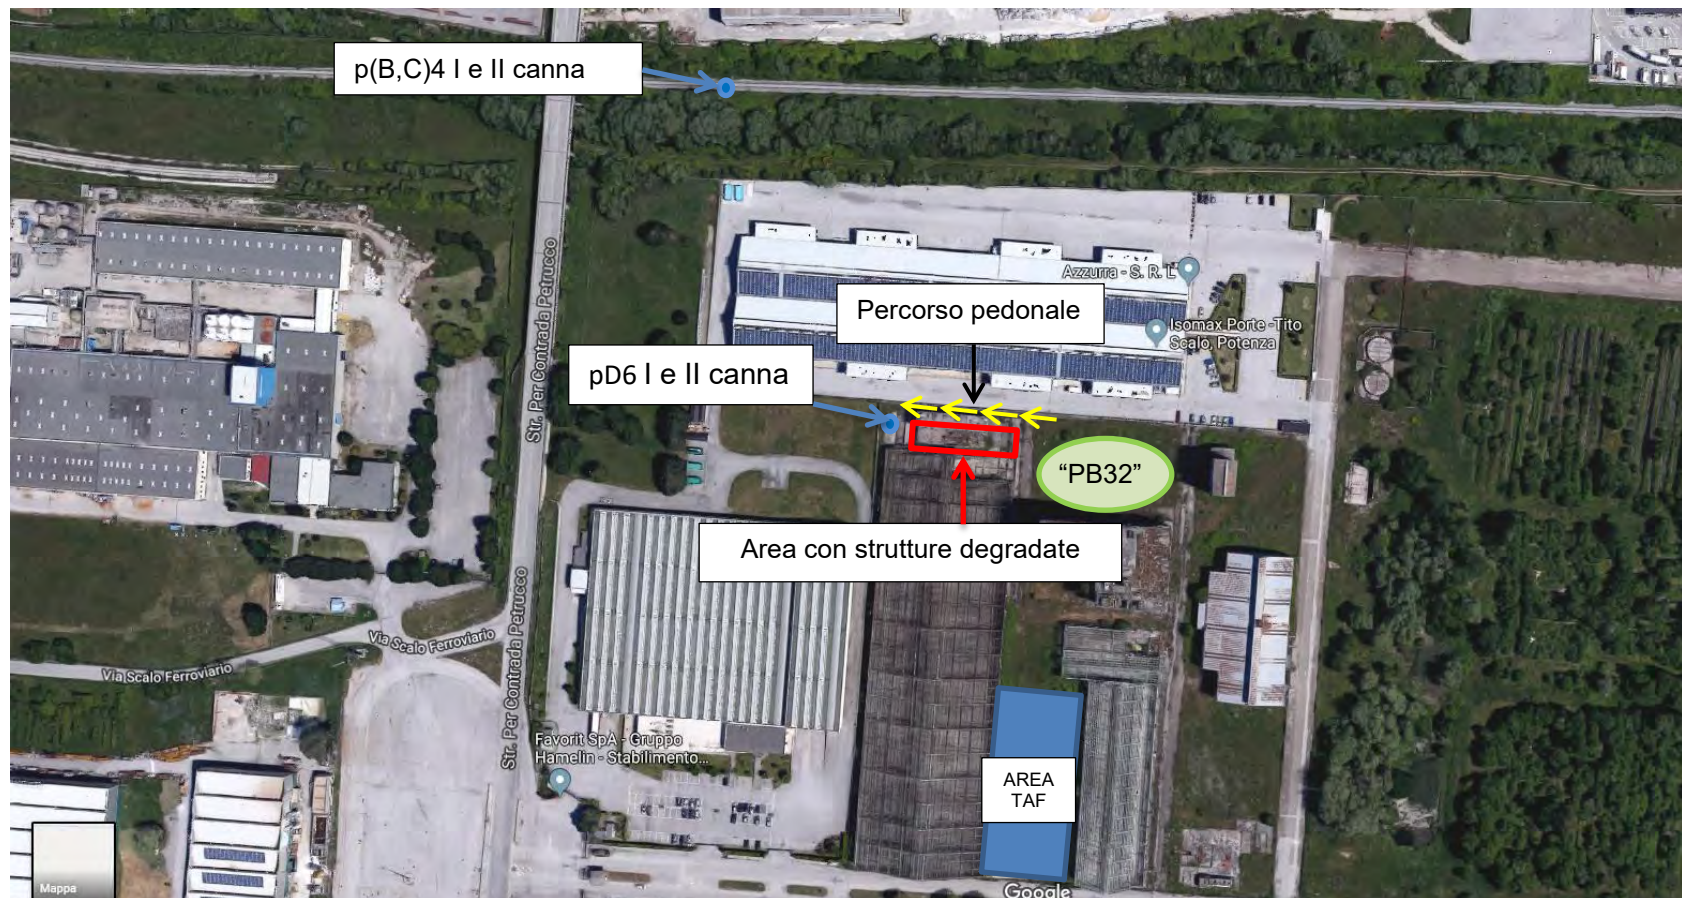 p(B,C)4 I e II canna
Azzurra - S. R. L
Percorso pedonale
Isomax Porte -Tito
Scalo, Potenza
pD6 I e II canna
Str. Per Contrada Petrucco
“PB32”
Area con strutture degradate
Via Scalo Ferroviario
Via Scalo Ferroviario
Str. Per Contrada Petrucco
Favorit SpA - Gruppo
Hamelin - Stabilimento...
AREA
TAF
Mappa
Google